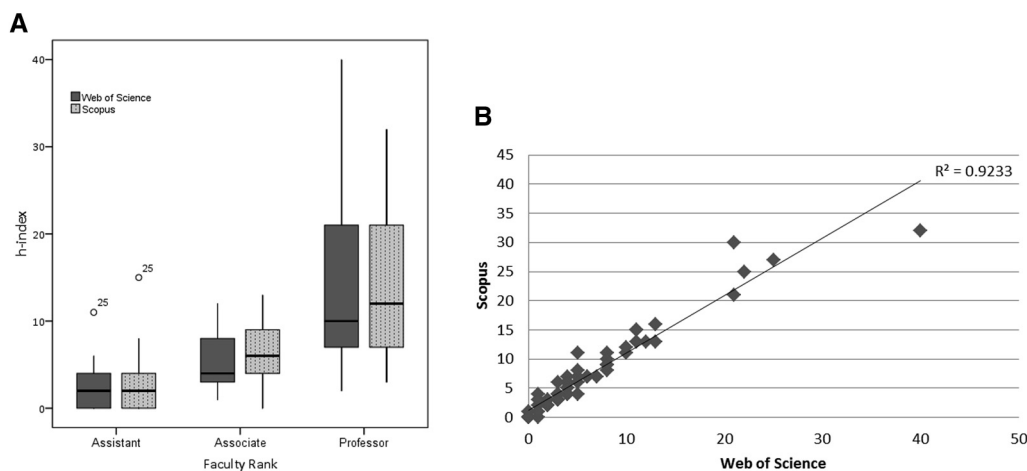 A
40
30
20
10
0
h-index
Web of Science
Scopus
25
25
Assistant Associate Professor
Faculty Rank
B
45
40
35
30
25
20
15
10
5
0
Scopus
R² = 0.9233
0 10 20 30 40 50
Web of Science